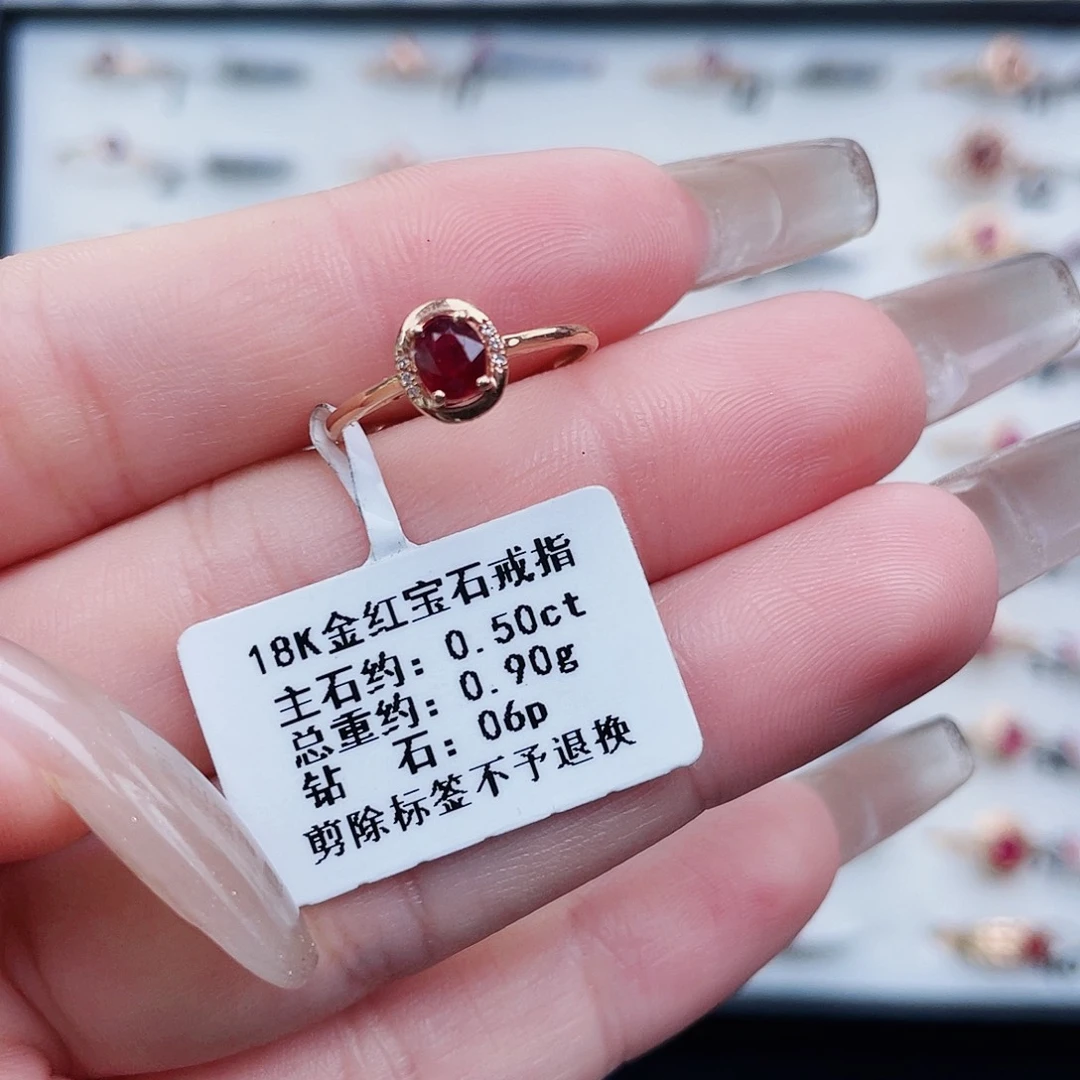 18K金红宝石戒指
主石约: 0.50ct
总重约: 0.90g
钻 石: 06p
剪除标签不予退换